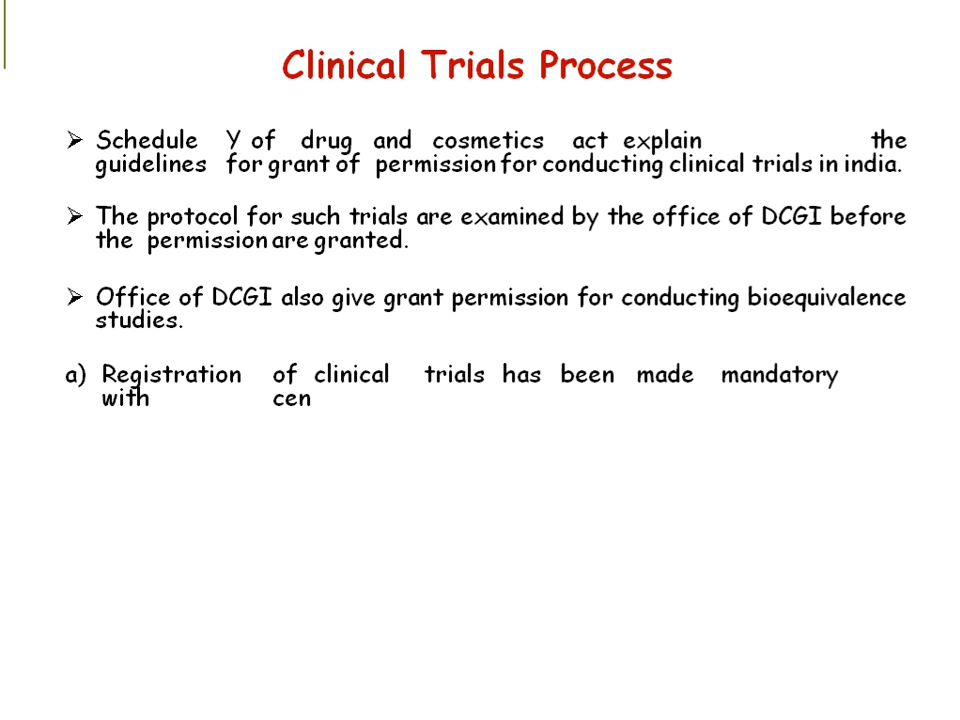 Clinical Trials Process
➢ Schedule Y of drug and cosmetics act explain the
guidelines for grant of permission for conducting clinical trials in india.
➢ The protocol for such trials are examined by the office of DCGI before
the permission are granted.
➢ Office of DCGI also give grant permission for conducting bioequivalence
studies.
a) Registration of clinical trials has been made mandatory
with cen